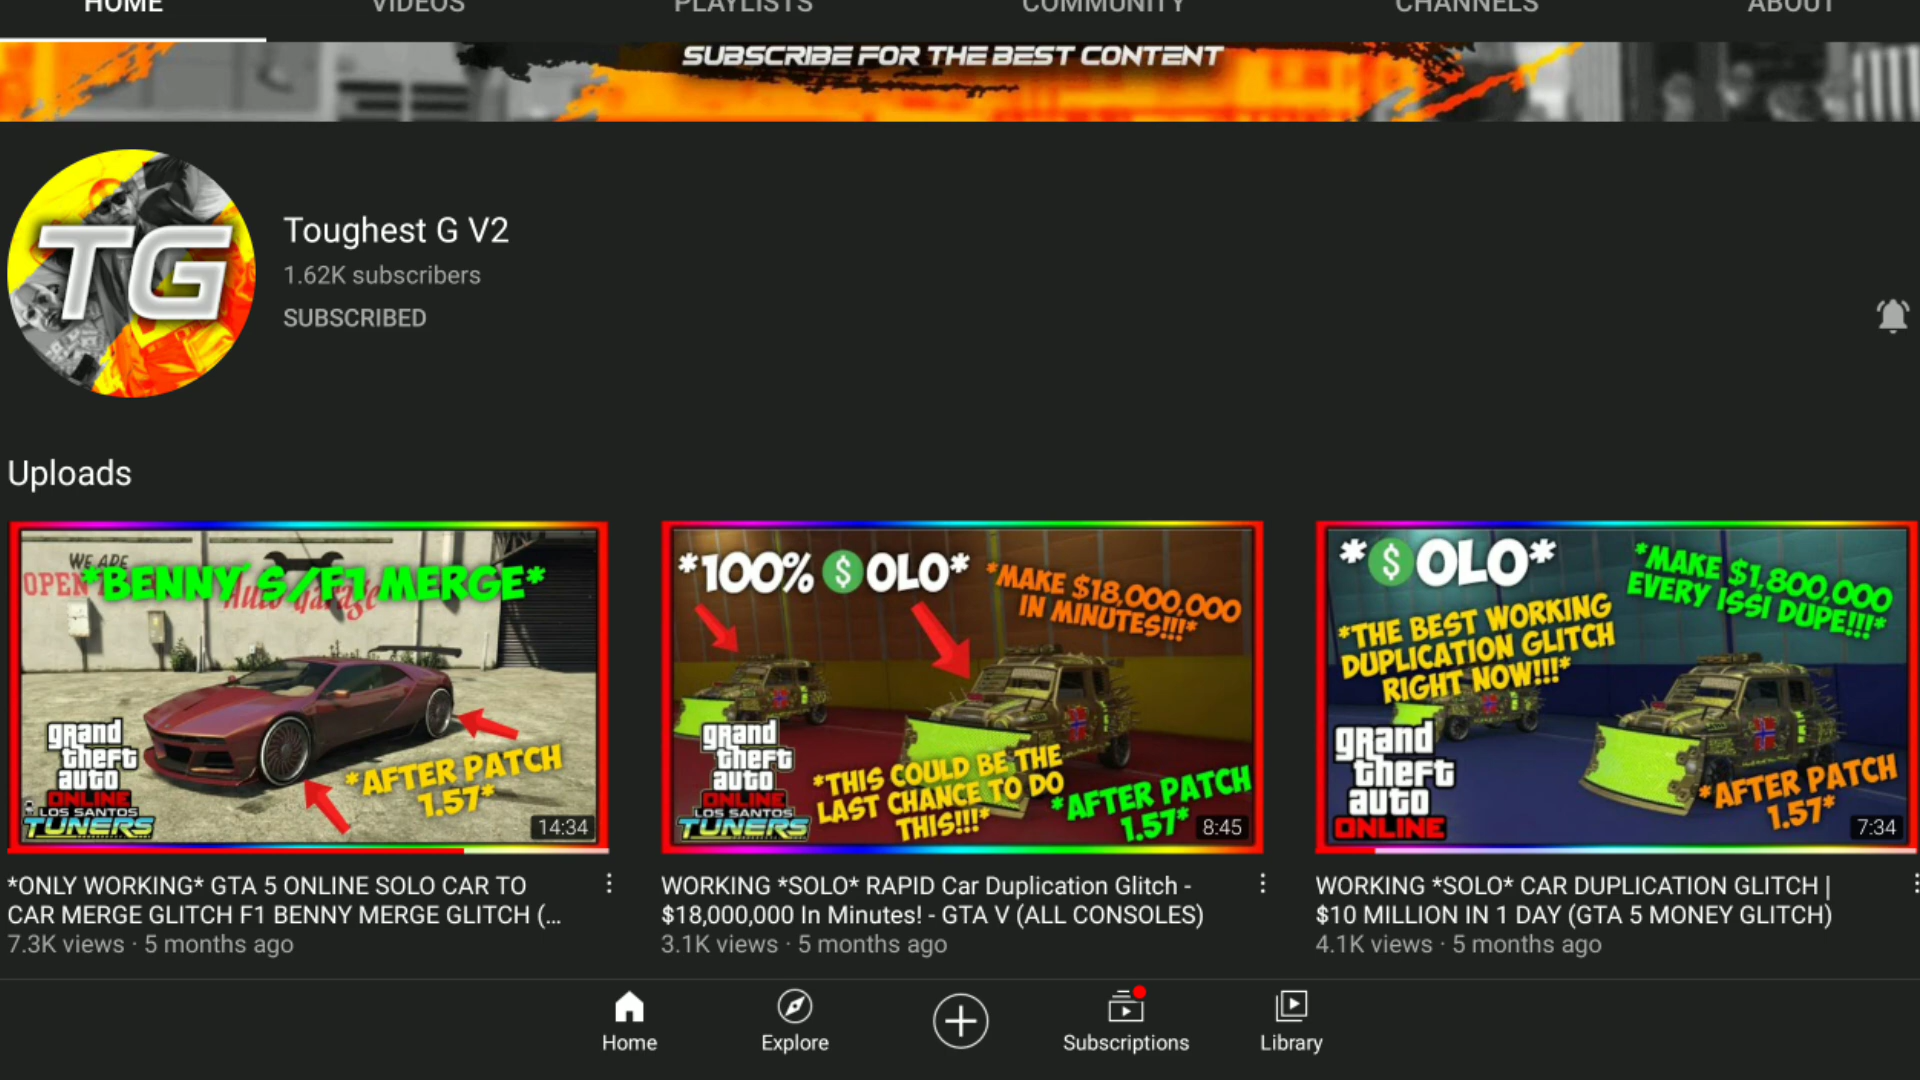 HOME VIDEOS PLAYLISTS COMMUNITY CHANNELS ABOUT
SUBSCRIBE FOR THE BEST CONTENT
TG
Toughest G V2
1.62K subscribers
SUBSCRIBED
Uploads
WE ARE
OPEN
Auto garage
*BENNY'S/F1 MERGE*
grand
theft
auto
ONLINE
LOS SANTOS
TUNERS
*AFTER PATCH
1.57*
14:34
*100% $OLO*
*MAKE $18,000,000
IN MINUTES!!!*
grand
theft
auto
ONLINE
LOS SANTOS
TUNERS
*THIS COULD BE THE
LAST CHANCE TO DO
THIS!!!*
*AFTER PATCH
1.57*
8:45
*$OLO*
*MAKE $1,800,000
EVERY ISSI DUPE!!!*
*THE BEST WORKING
DUPLICATION GLITCH
RIGHT NOW!!!*
grand
theft
auto
ONLINE
*AFTER PATCH
1.57*
7:34
*ONLY WORKING* GTA 5 ONLINE SOLO CAR TO
CAR MERGE GLITCH F1 BENNY MERGE GLITCH (...
7.3K views · 5 months ago
WORKING *SOLO* RAPID Car Duplication Glitch -
$18,000,000 In Minutes! - GTA V (ALL CONSOLES)
3.1K views · 5 months ago
WORKING *SOLO* CAR DUPLICATION GLITCH |
$10 MILLION IN 1 DAY (GTA 5 MONEY GLITCH)
4.1K views · 5 months ago
Home Explore Subscriptions Library